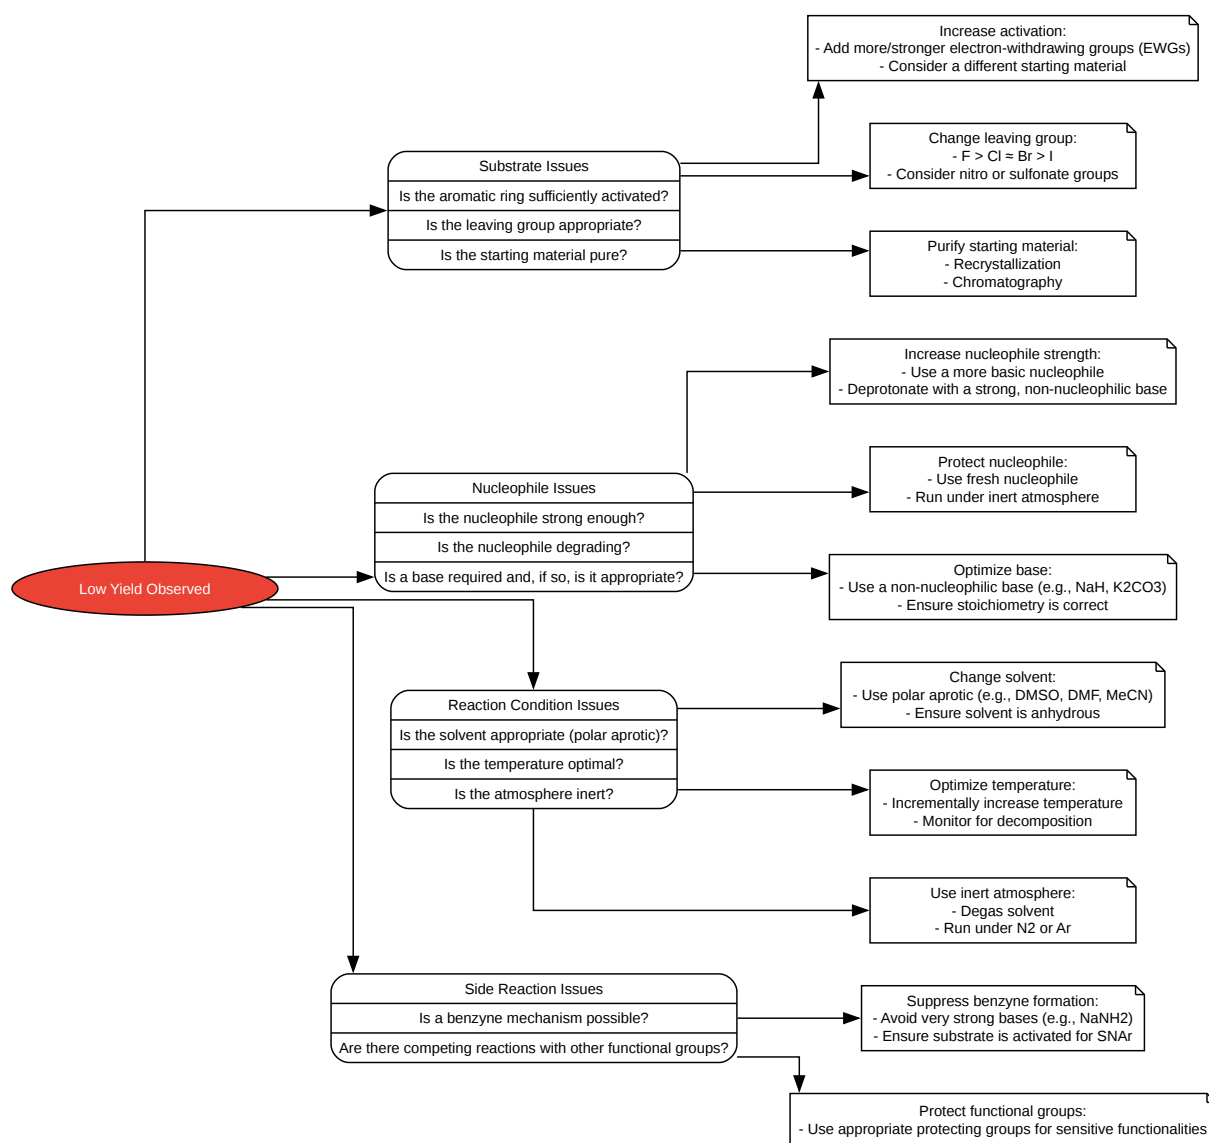 Low Yield Observed
Substrate Issues
Is the aromatic ring sufficiently activated?
Is the leaving group appropriate?
Is the starting material pure?
Increase activation:
- Add more/stronger electron-withdrawing groups (EWGs)
- Consider a different starting material
Change leaving group:
- F > Cl ≈ Br > I
- Consider nitro or sulfonate groups
Purify starting material:
- Recrystallization
- Chromatography
Nucleophile Issues
Is the nucleophile strong enough?
Is the nucleophile degrading?
Is a base required and, if so, is it appropriate?
Increase nucleophile strength:
- Use a more basic nucleophile
- Deprotonate with a strong, non-nucleophilic base
Protect nucleophile:
- Use fresh nucleophile
- Run under inert atmosphere
Optimize base:
- Use a non-nucleophilic base (e.g., NaH, K2CO3)
- Ensure stoichiometry is correct
Reaction Condition Issues
Is the solvent appropriate (polar aprotic)?
Is the temperature optimal?
Is the atmosphere inert?
Change solvent:
- Use polar aprotic (e.g., DMSO, DMF, MeCN)
- Ensure solvent is anhydrous
Optimize temperature:
- Incrementally increase temperature
- Monitor for decomposition
Use inert atmosphere:
- Degas solvent
- Run under N2 or Ar
Side Reaction Issues
Is a benzyne mechanism possible?
Are there competing reactions with other functional groups?
Suppress benzyne formation:
- Avoid very strong bases (e.g., NaNH2)
- Ensure substrate is activated for SNAr
Protect functional groups:
- Use appropriate protecting groups for sensitive functionalities